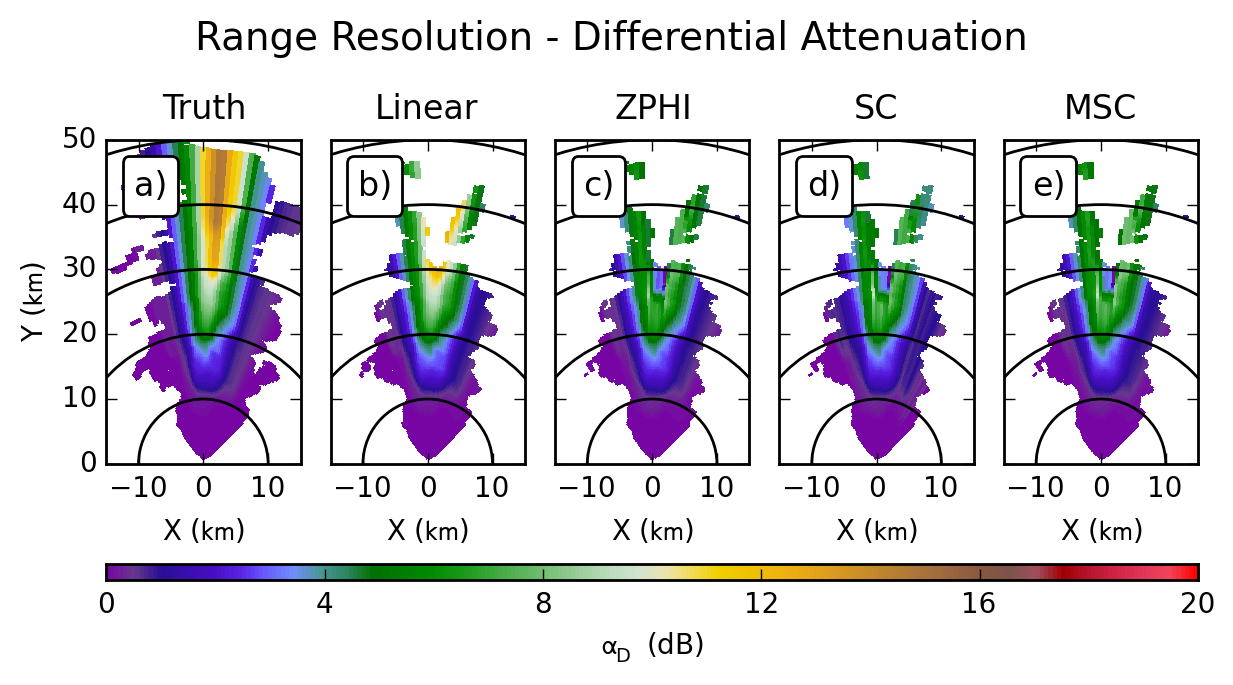 Range Resolution - Differential Attenuation
Truth Linear ZPHI SC MSC
a) b) c) d) e)
50
40
30
20
10
0
Y (km)
−10 0 10 −10 0 10 −10 0 10 −10 0 10 −10 0 10
X (km) X (km) X (km) X (km) X (km)
0 4 8 12 16 20
αD (dB)